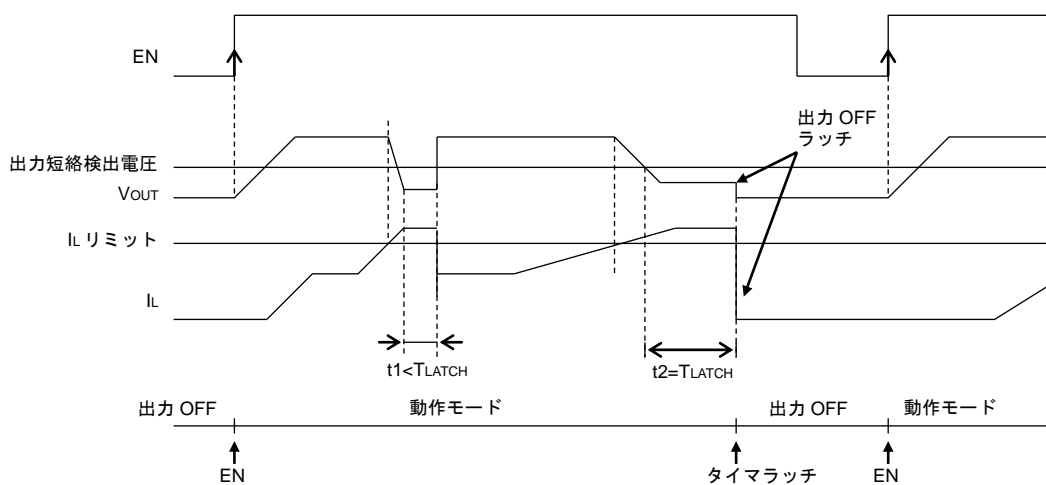 EN
出力 OFF
ラッチ
出力短絡検出電圧
VOUT
IL リミット
IL
t1<TLATCH
t2=TLATCH
出力 OFF
動作モード
出力 OFF
動作モード
EN
タイマラッチ
EN